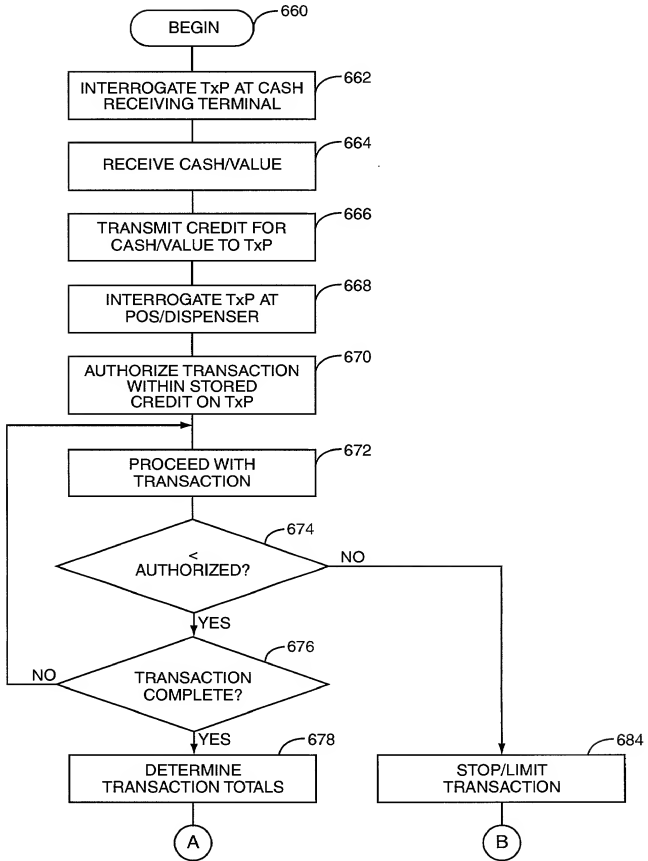 BEGIN
660
INTERROGATE TxP AT CASH
RECEIVING TERMINAL
662
RECEIVE CASH/VALUE
664
TRANSMIT CREDIT FOR
CASH/VALUE TO TxP
666
INTERROGATE TxP AT
POS/DISPENSER
668
AUTHORIZE TRANSACTION
WITHIN STORED
CREDIT ON TxP
670
PROCEED WITH
TRANSACTION
672
<
AUTHORIZED?
674
NO
YES
TRANSACTION
COMPLETE?
676
NO
YES
DETERMINE
TRANSACTION TOTALS
678
STOP/LIMIT
TRANSACTION
684
A
B